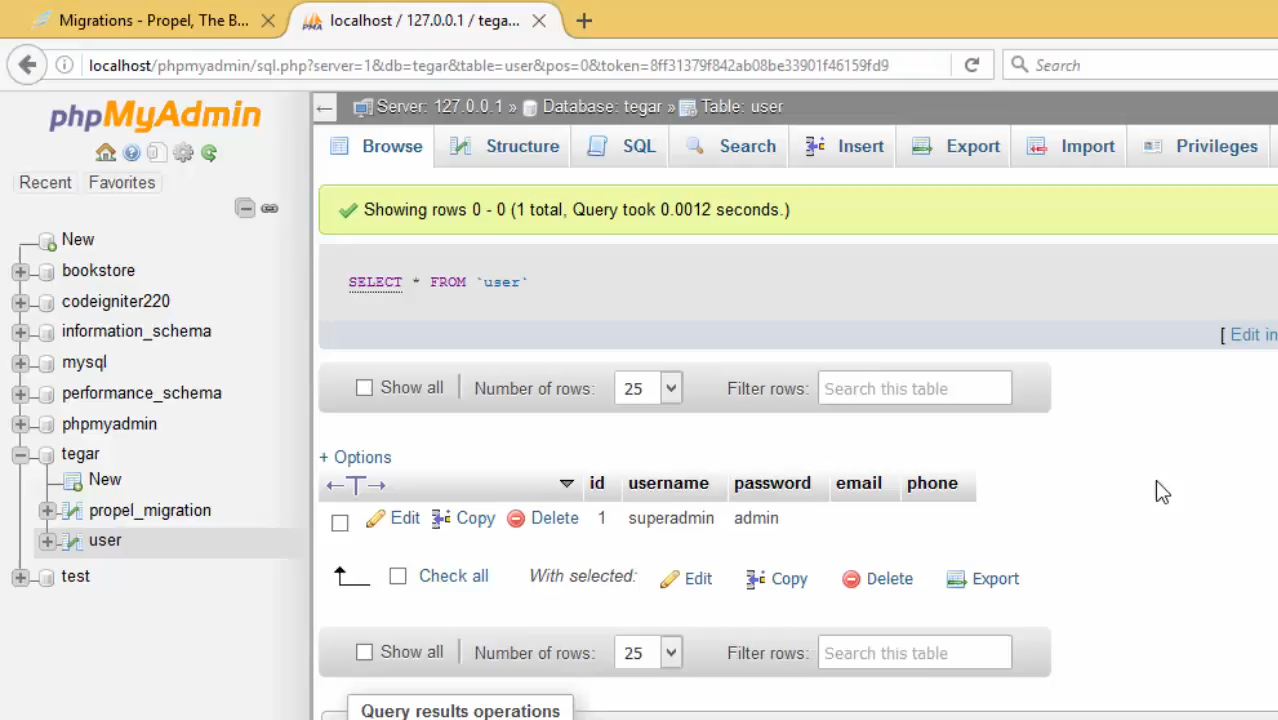 Migrations - Propel, The B...
localhost / 127.0.0.1 / tega...
localhost/phpmyadmin/sql.php?server=1&db=tegar&table=user&pos=0&token=8ff31379f842ab08be33901f46159fd9
Search
phpMyAdmin
Recent Favorites
New
bookstore
codeigniter220
information_schema
mysql
performance_schema
phpmyadmin
tegar
New
propel_migration
user
test
Server: 127.0.0.1 » Database: tegar » Table: user
Browse Structure SQL Search Insert Export Import Privileges
Showing rows 0 - 0 (1 total, Query took 0.0012 seconds.)
SELECT * FROM `user`
[ Edit in
Show all Number of rows: 25 Filter rows: Search this table
+ Options
←T→ id username password email phone
Edit Copy Delete 1 superadmin admin
Check all With selected: Edit Copy Delete Export
Show all Number of rows: 25 Filter rows: Search this table
Query results operations